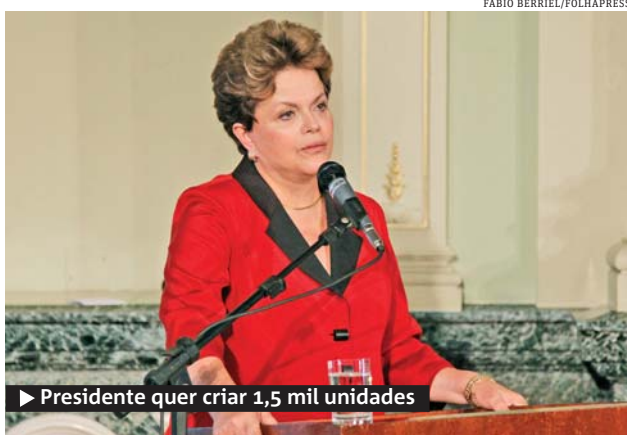 FABIO BERRIEL/FOLHAPRESS
Presidente quer criar 1,5 mil unidades